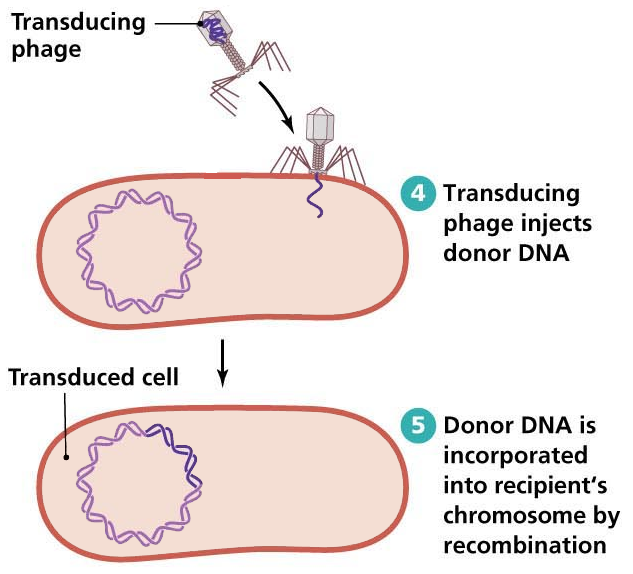 Transducing
phage
4 Transducing
phage injects
donor DNA
Transduced cell
5 Donor DNA is
incorporated
into recipient's
chromosome by
recombination